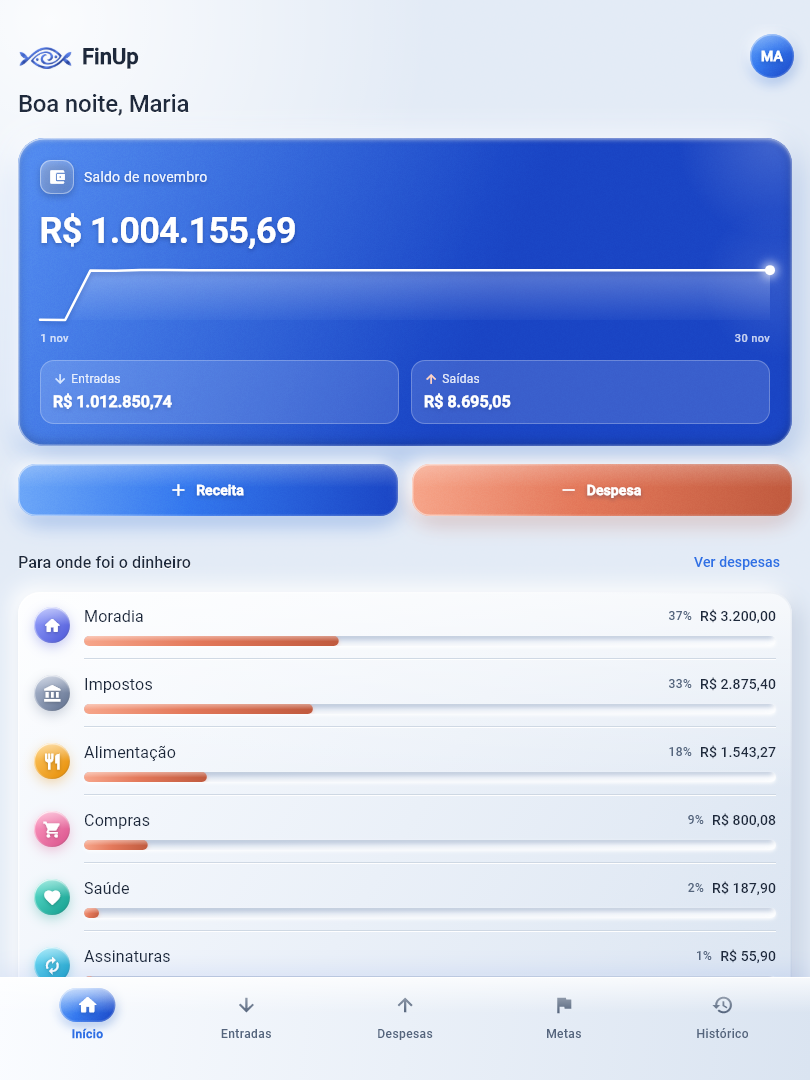 FinUp
MA
Boa noite, Maria
Saldo de novembro
R$ 1.004.155,69
1 nov
30 nov
Entradas
R$ 1.012.850,74
Saídas
R$ 8.695,05
Receita
Despesa
Para onde foi o dinheiro
Ver despesas
Moradia 37% R$ 3.200,00
Impostos 33% R$ 2.875,40
Alimentação 18% R$ 1.543,27
Compras 9% R$ 800,08
Saúde 2% R$ 187,90
Assinaturas 1% R$ 55,90
Início
Entradas
Despesas
Metas
Histórico